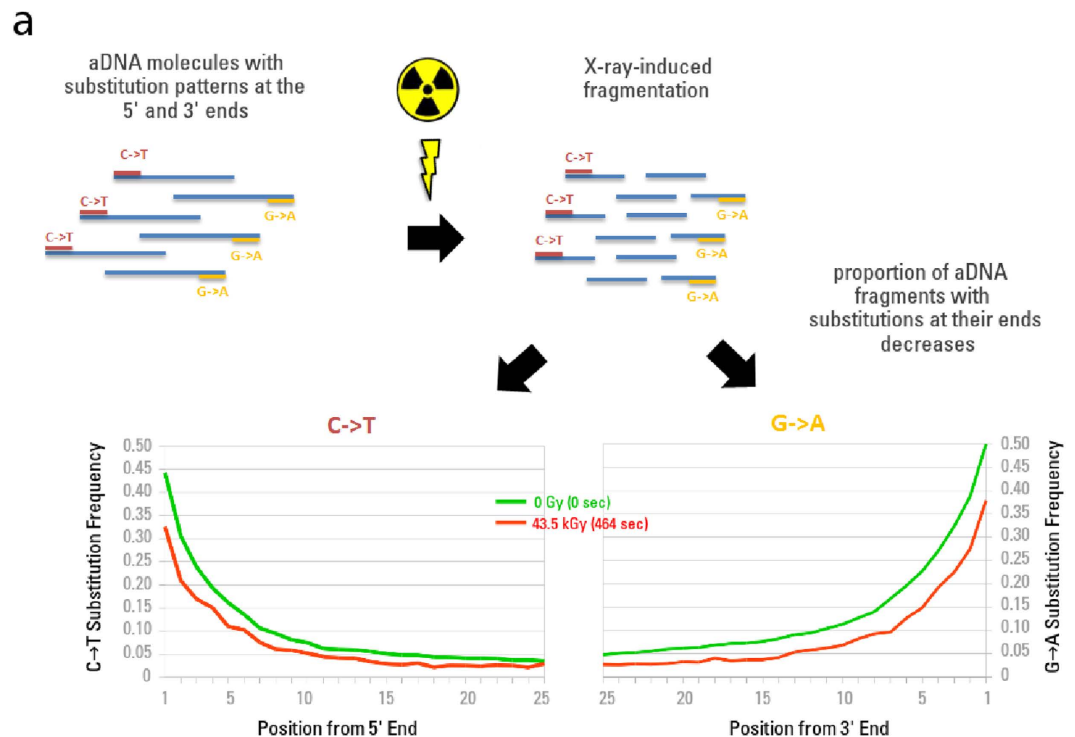 a
aDNA molecules with
substitution patterns at the
5' and 3' ends
X-ray-induced
fragmentation
C->T
C->T
C->T
G->A
G->A
G->A
C->T
C->T
C->T
G->A
G->A
G->A
proportion of aDNA
fragments with
substitutions at their ends
decreases
C->T
G->A
C→T Substitution Frequency
0.50
0.45
0.40
0.35
0.30
0.25
0.20
0.15
0.10
0.05
0
1
5
10
15
20
25
Position from 5' End
0 Gy (0 sec)
43.5 kGy (464 sec)
0.50
0.45
0.40
0.35
0.30
0.25
0.20
0.15
0.10
0.05
0
G→A Substitution Frequency
25
20
15
10
5
1
Position from 3' End